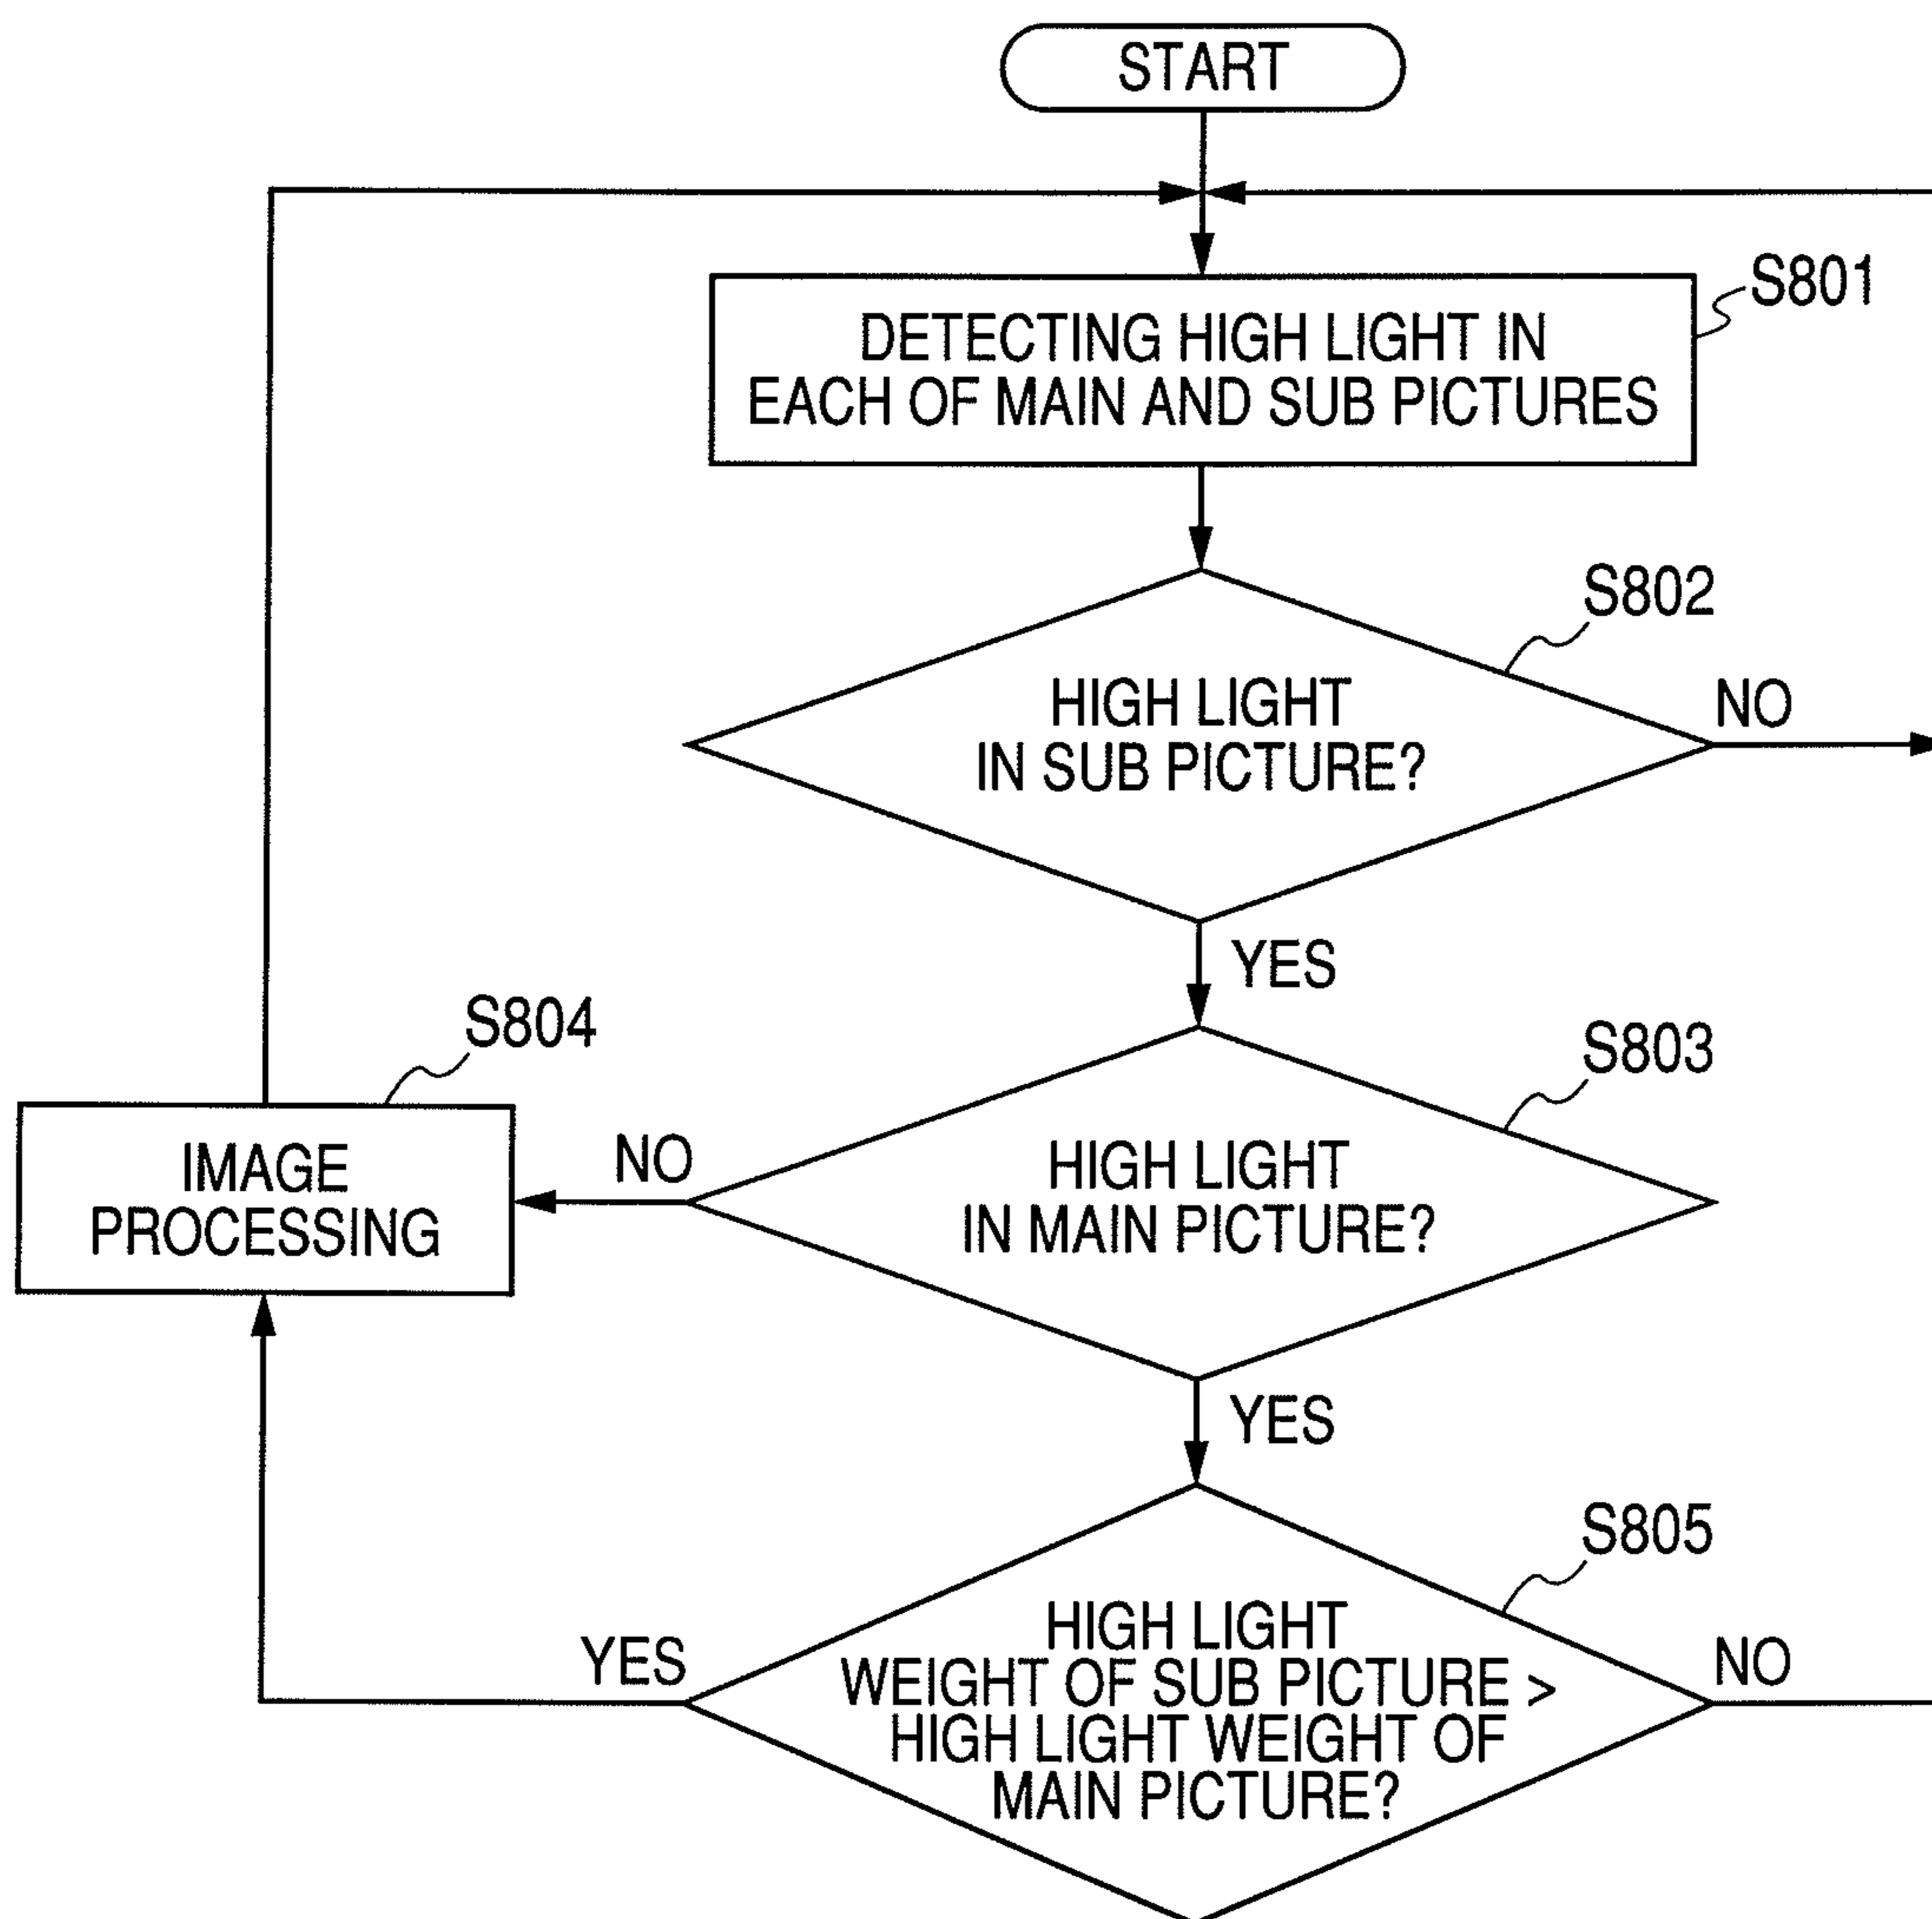 START
S801
DETECTING HIGH LIGHT IN
EACH OF MAIN AND SUB PICTURES
S802
HIGH LIGHT
IN SUB PICTURE?
NO
YES
S803
HIGH LIGHT
IN MAIN PICTURE?
NO
S804
IMAGE
PROCESSING
YES
S805
HIGH LIGHT
WEIGHT OF SUB PICTURE >
HIGH LIGHT WEIGHT OF
MAIN PICTURE?
YES
NO